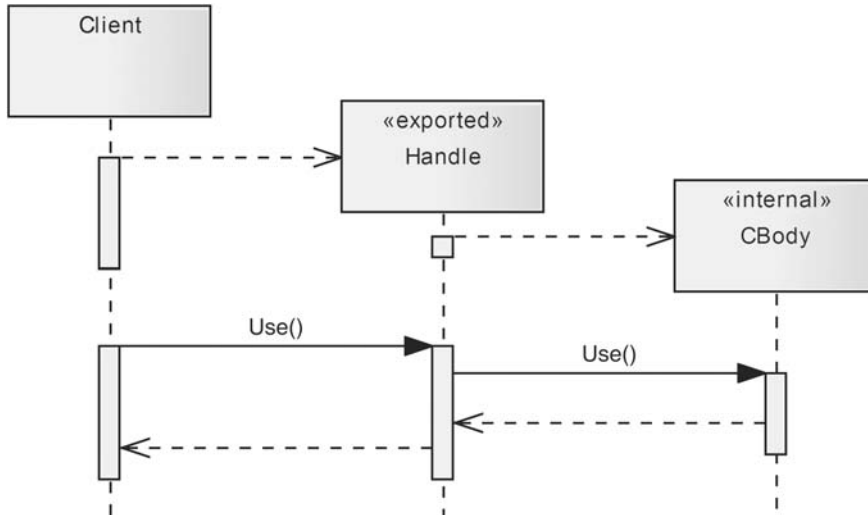 Client
«exported»
Handle
«internal»
CBody
Use()
Use()